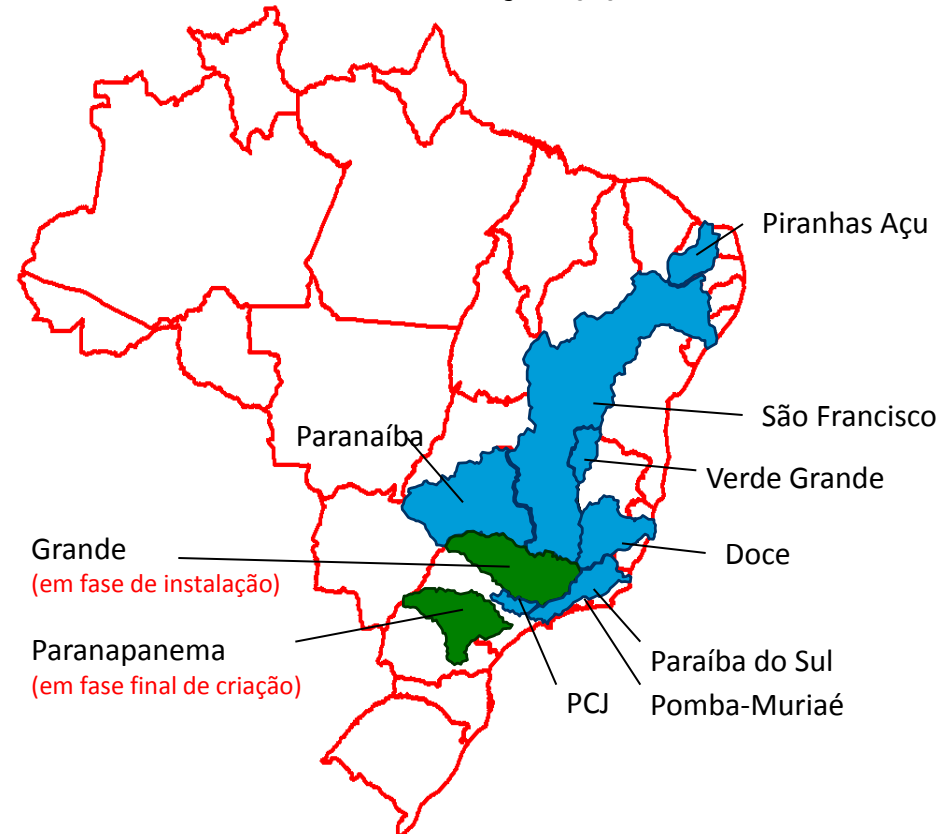 Piranhas Açu
São Francisco
Paranaíba
Verde Grande
Grande
(em fase de instalação)
Doce
Paranapanema
(em fase final de criação)
Paraíba do Sul
PCJ
Pomba-Muriaé